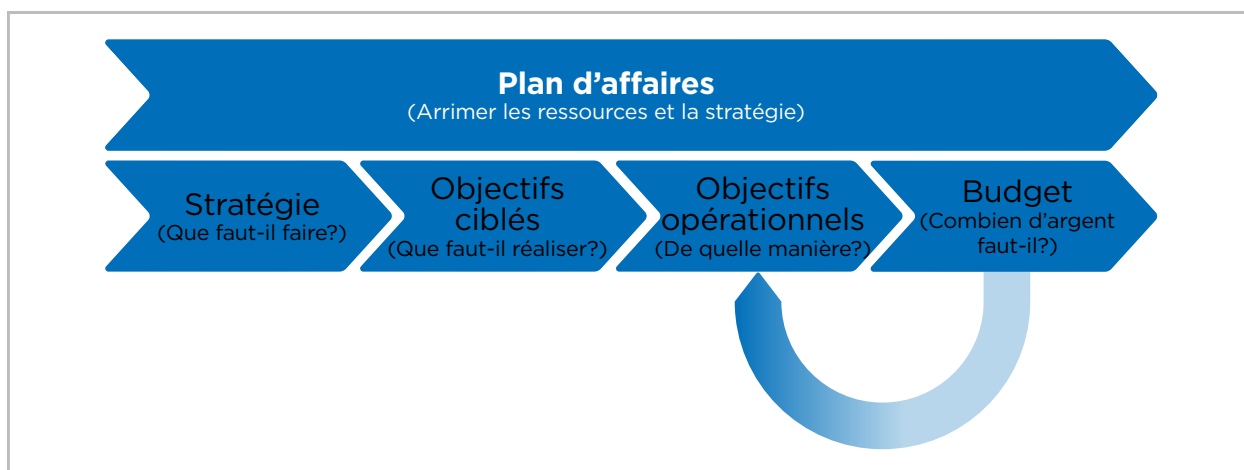 Plan d’affaires
(Arrimer les ressources et la stratégie)
Stratégie
(Que faut-il faire?)
Objectifs
ciblés
(Que faut-il réaliser?)
Objectifs
opérationnels
(De quelle manière?)
Budget
(Combien d’argent
faut-il?)